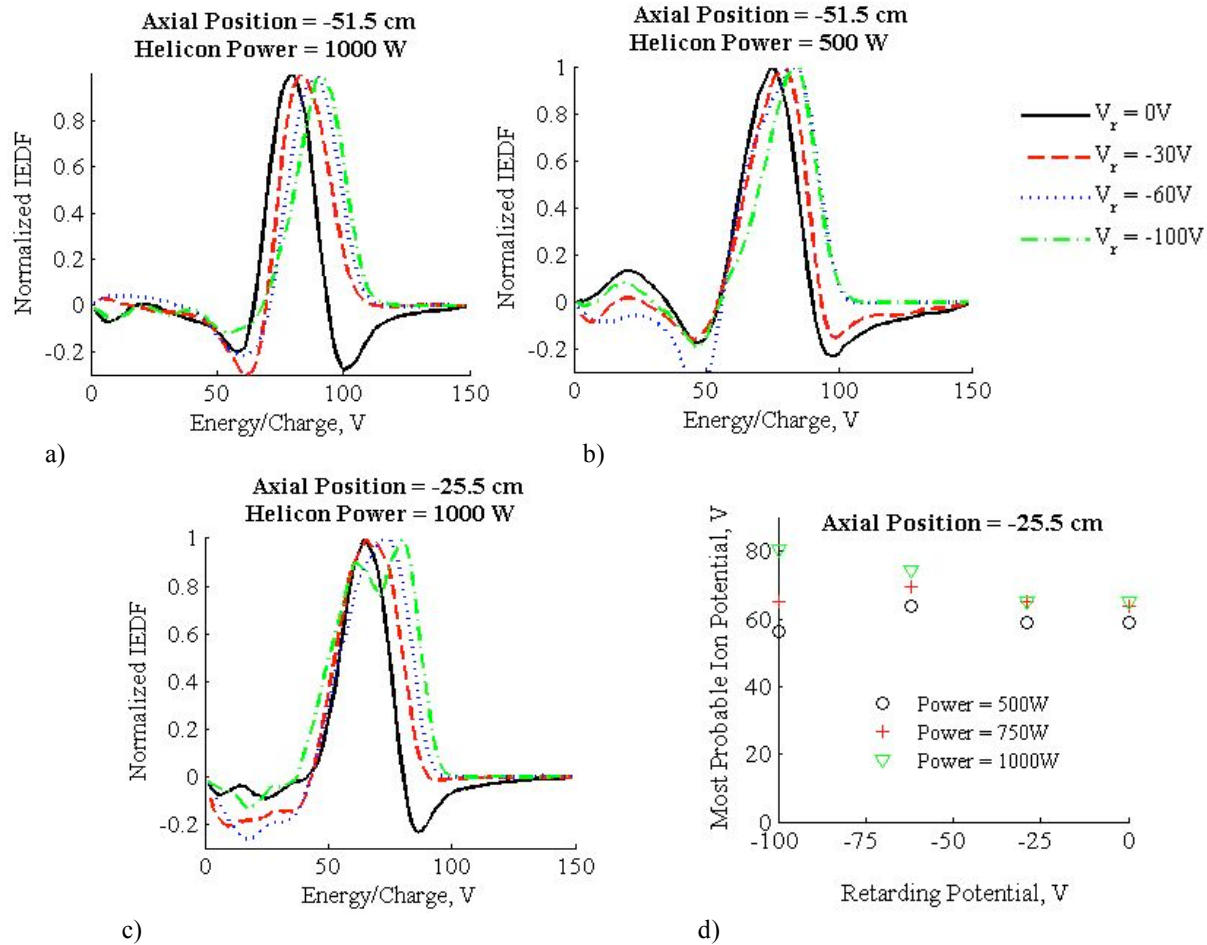 Axial Position = -51.5 cm
Helicon Power = 1000 W
Normalized IEDF
0.8
0.6
0.4
0.2
0
-0.2
0
50
100
150
Energy/Charge, V
a)
Axial Position = -51.5 cm
Helicon Power = 500 W
Normalized IEDF
1
0.8
0.6
0.4
0.2
0
-0.2
0
50
100
150
Energy/Charge, V
b)
V_r = 0V
V_r = -30V
V_r = -60V
V_r = -100V
Axial Position = -25.5 cm
Helicon Power = 1000 W
Normalized IEDF
1
0.8
0.6
0.4
0.2
0
-0.2
0
50
100
150
Energy/Charge, V
c)
Axial Position = -25.5 cm
Most Probable Ion Potential, V
80
60
40
20
0
Power = 500W
Power = 750W
Power = 1000W
-100
-75
-50
-25
0
Retarding Potential, V
d)